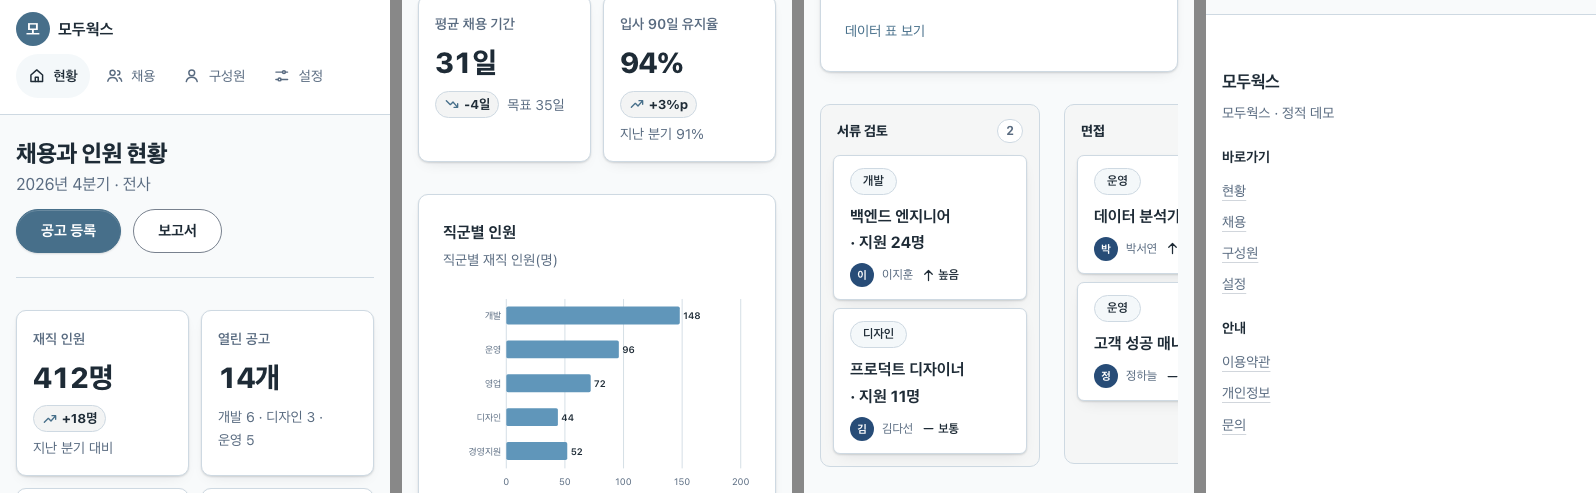 모 모두웍스
현황 채용 구성원 설정
채용과 인원 현황
2026년 4분기 · 전사
공고 등록 보고서
재직 인원
412명
+18명
지난 분기 대비
열린 공고
14개
개발 6 · 디자인 3 ·
운영 5
평균 채용 기간
31일
-4일 목표 35일
입사 90일 유지율
94%
+3%p
지난 분기 91%
직군별 인원
직군별 재직 인원(명)
개발 148
운영 96
영업 72
디자인 44
경영지원 52
0 50 100 150 200
데이터 표 보기
서류 검토 2
개발
백엔드 엔지니어
· 지원 24명
이 이지훈 ↑ 높음
디자인
프로덕트 디자이너
· 지원 11명
김 김다선 — 보통
면접
운영
데이터 분석가
박 박서연 ↑
운영
고객 성공 매니
정 정하늘 —
모두웍스
모두웍스 · 정적 데모
바로가기
현황
채용
구성원
설정
안내
이용약관
개인정보
문의